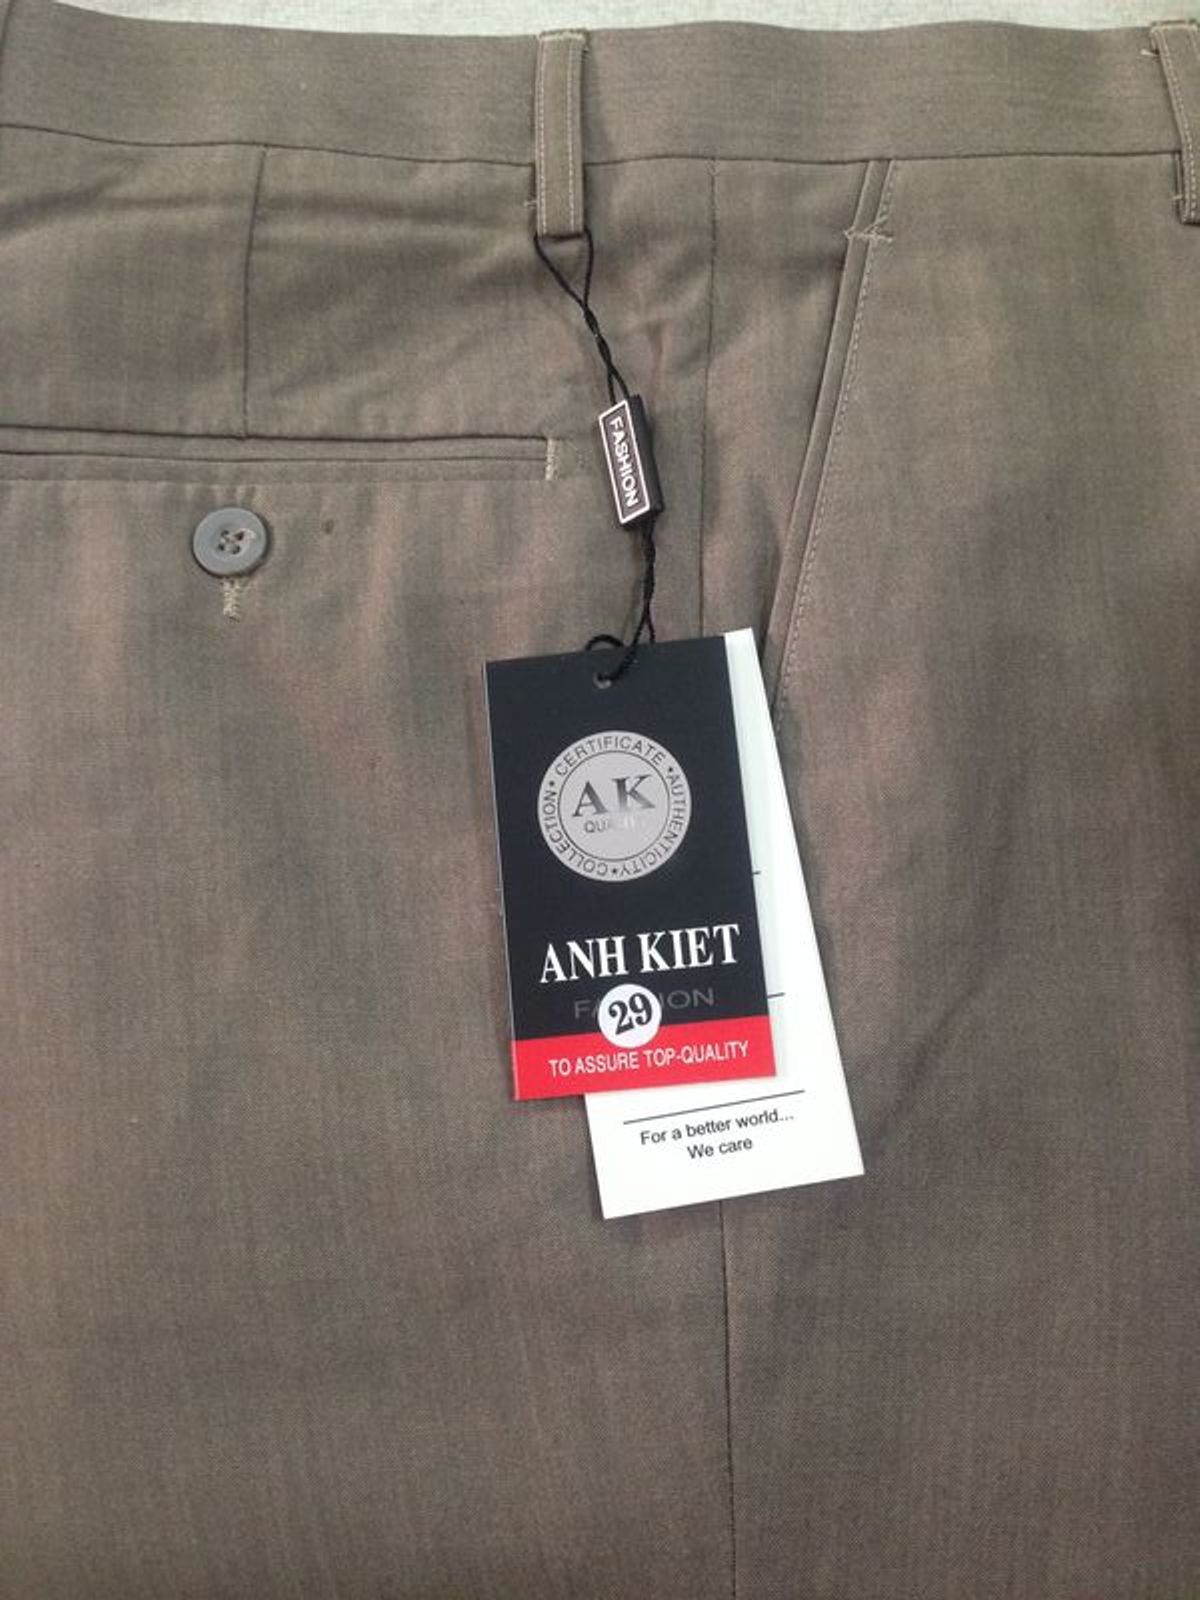 FASHION
CERTIFICATE • AUTHENTICITY • COLLECTION •
AK
ANH KIET
29
TO ASSURE TOP-QUALITY
For a better world...
We care